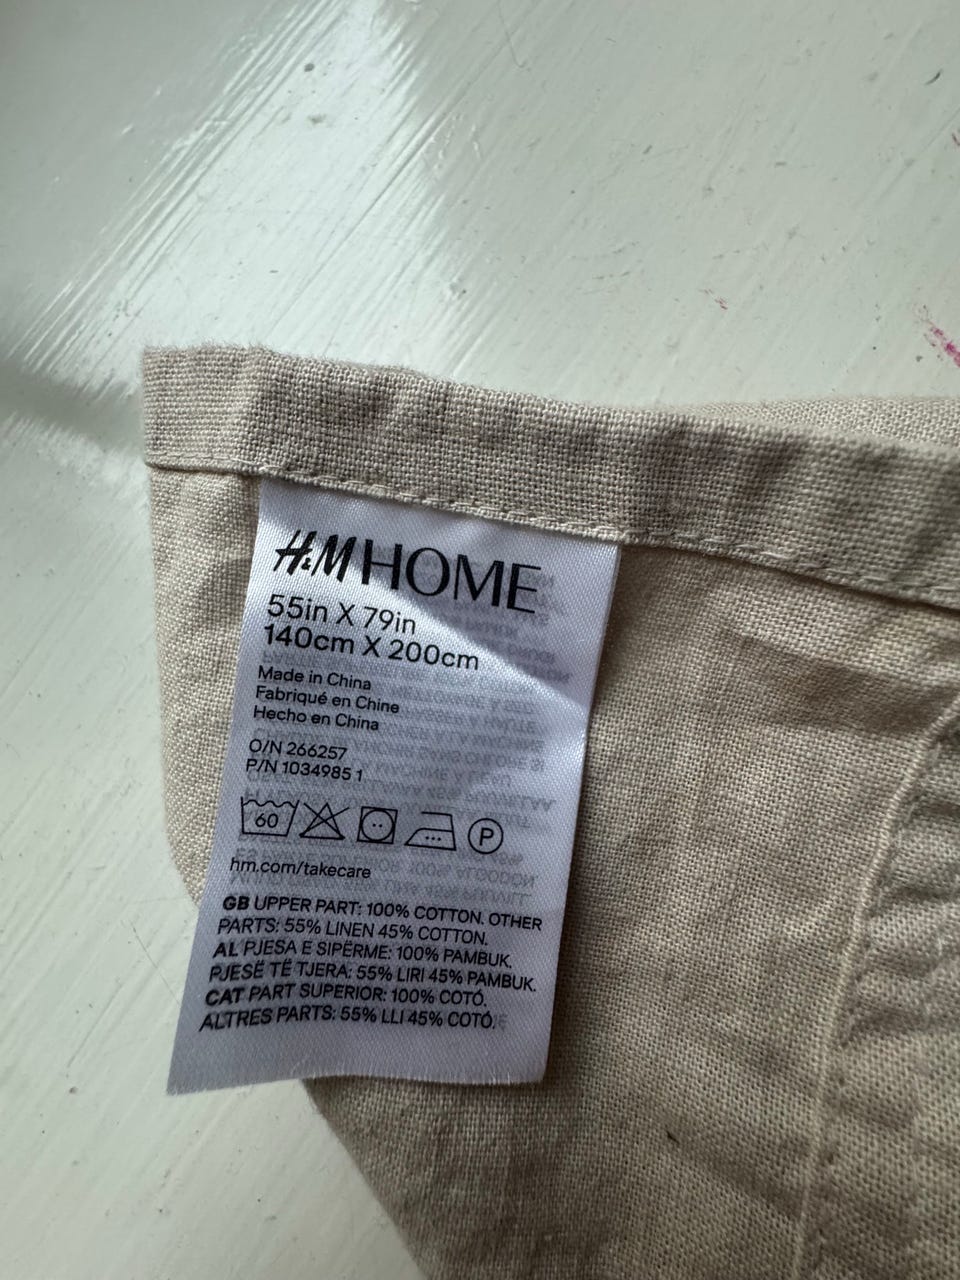 H&M HOME
55in X 79in
140cm X 200cm
Made in China
Fabriqué en Chine
Hecho en China
O/N 266257
P/N 1034985 1
60 P
hm.com/takecare
GB UPPER PART: 100% COTTON. OTHER
PARTS: 55% LINEN 45% COTTON.
AL PJESA E SIPËRME: 100% PAMBUK.
PJESË TË TJERA: 55% LIRI 45% PAMBUK.
CAT PART SUPERIOR: 100% COTÓ.
ALTRES PARTS: 55% LLI 45% COTÓ.